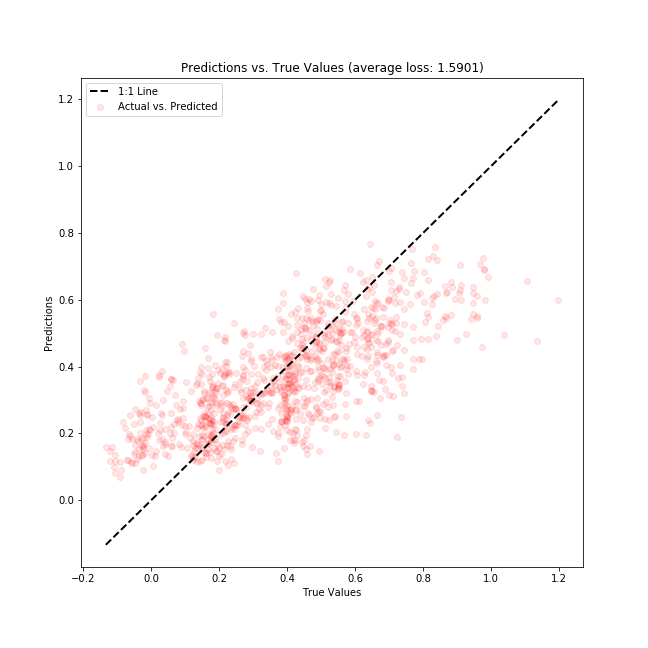 Predictions vs. True Values (average loss: 1.5901)
1:1 Line
Actual vs. Predicted
Predictions
1.2
1.0
0.8
0.6
0.4
0.2
0.0
−0.2 0.0 0.2 0.4 0.6 0.8 1.0 1.2
True Values